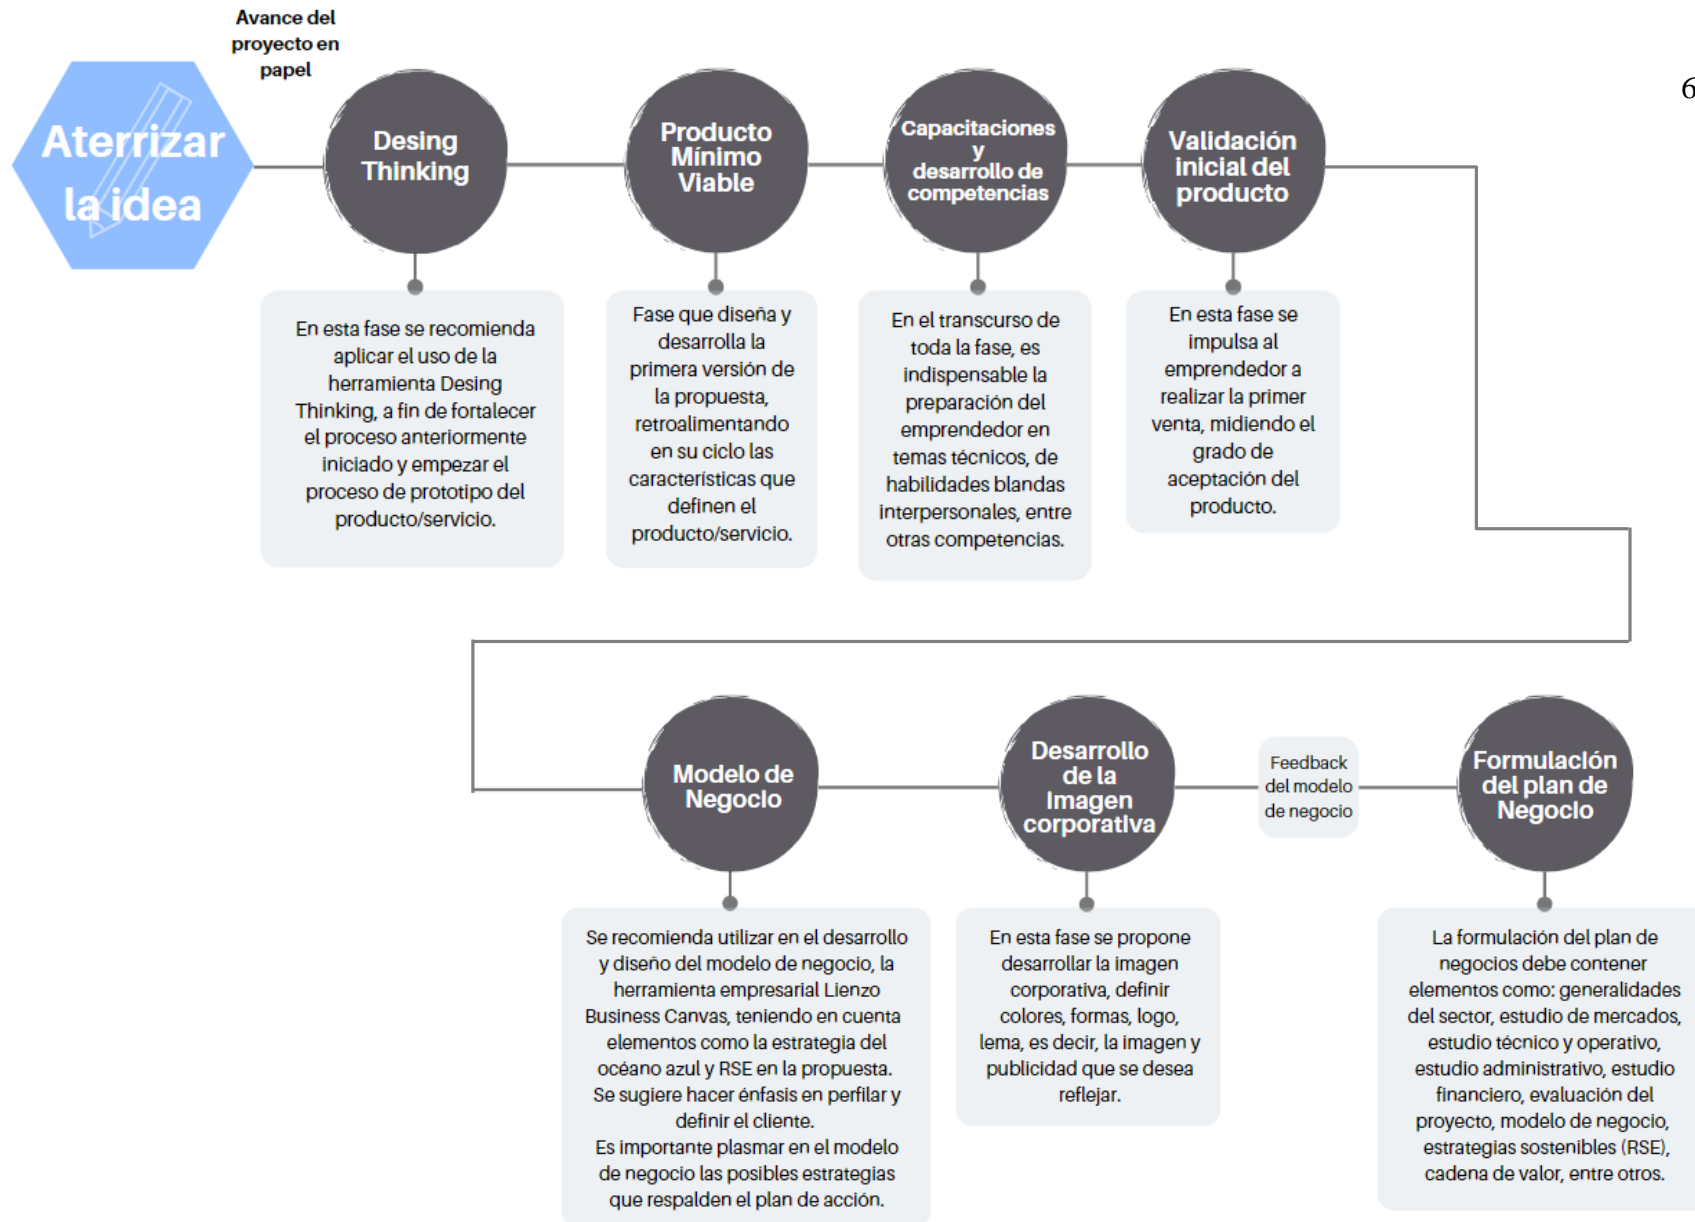 Avance del
proyecto en
papel
6
Aterrizar
la idea
Desing
Thinking
Producto
Mínimo
Viable
Capacitaciones
y
desarrollo de
competencias
Validación
inicial del
producto
En esta fase se recomienda
aplicar el uso de la
herramienta Desing
Thinking, a fin de fortalecer
el proceso anteriormente
iniciado y empezar el
proceso de prototipo del
producto/servicio.
Fase que diseña y
desarrolla la
primera versión de
la propuesta,
retroalimentando
en su ciclo las
características que
definen el
producto/servicio.
En el transcurso de
toda la fase, es
indispensable la
preparación del
emprendedor en
temas técnicos, de
habilidades blandas
interpersonales, entre
otras competencias.
En esta fase se
impulsa al
emprendedor a
realizar la primer
venta, midiendo el
grado de
aceptación del
producto.
Modelo de
Negocio
Desarrollo
de la
imagen
corporativa
Feedback
del modelo
de negocio
Formulación
del plan de
Negocio
Se recomienda utilizar en el desarrollo
y diseño del modelo de negocio, la
herramienta empresarial Lienzo
Business Canvas, teniendo en cuenta
elementos como la estrategia del
océano azul y RSE en la propuesta.
Se sugiere hacer énfasis en perfilar y
definir el cliente.
Es importante plasmar en el modelo
de negocio las posibles estrategias
que respalden el plan de acción.
En esta fase se propone
desarrollar la imagen
corporativa, definir
colores, formas, logo,
lema, es decir, la imagen y
publicidad que se desea
reflejar.
La formulación del plan de
negocios debe contener
elementos como: generalidades
del sector, estudio de mercados,
estudio técnico y operativo,
estudio administrativo, estudio
financiero, evaluación del
proyecto, modelo de negocio,
estrategias sostenibles (RSE),
cadena de valor, entre otros.